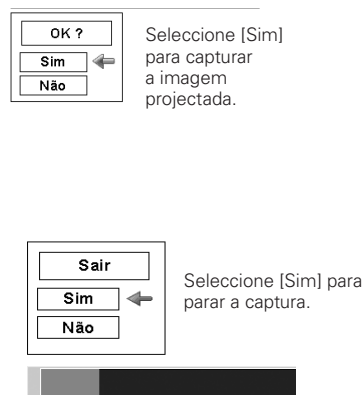 OK ?
Sim
Não
Seleccione [Sim]
para capturar
a imagem
projectada.
Sair
Sim
Não
Seleccione [Sim] para
parar a captura.